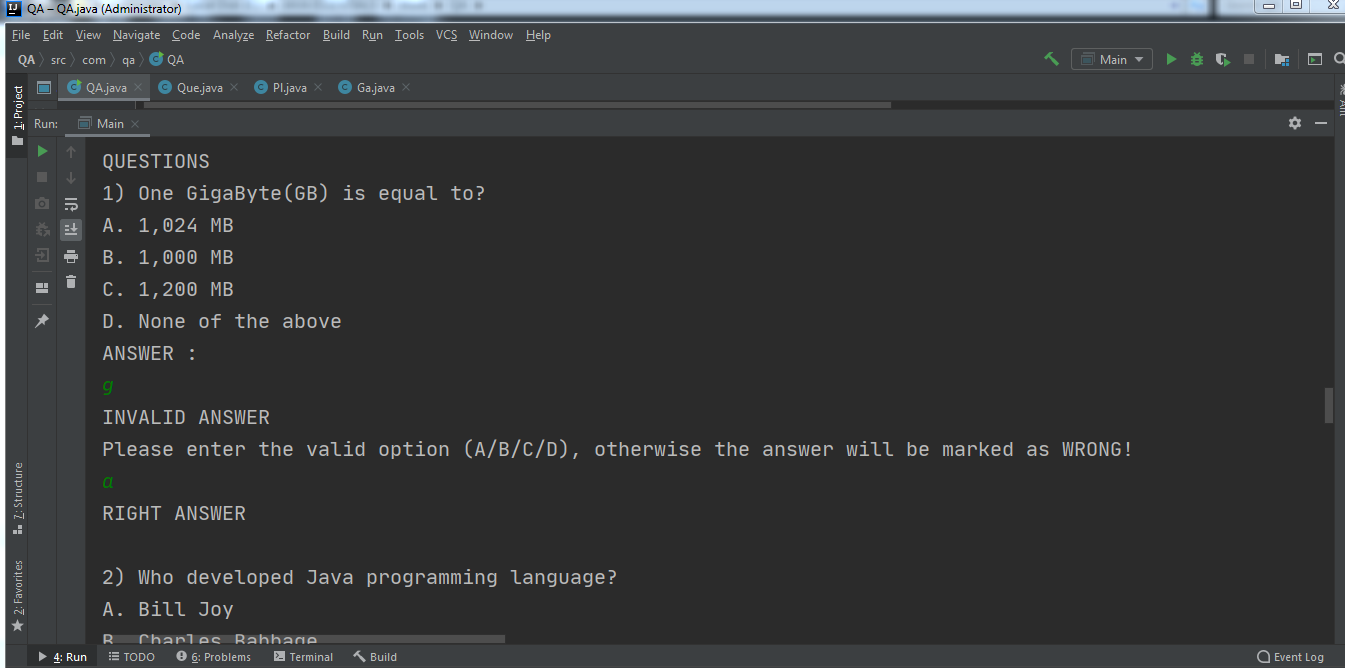 QA – QA.java (Administrator)
File Edit View Navigate Code Analyze Refactor Build Run Tools VCS Window Help
QA src com qa QA
Main
1: Project
QA.java Que.java PI.java Ga.java
Run: Main
QUESTIONS
1) One GigaByte(GB) is equal to?
A. 1,024 MB
B. 1,000 MB
C. 1,200 MB
D. None of the above
ANSWER :
g
INVALID ANSWER
Please enter the valid option (A/B/C/D), otherwise the answer will be marked as WRONG!
a
RIGHT ANSWER
2) Who developed Java programming language?
A. Bill Joy
B. Charles Babbage
7: Structure
2: Favorites
4: Run TODO 6: Problems Terminal Build Event Log